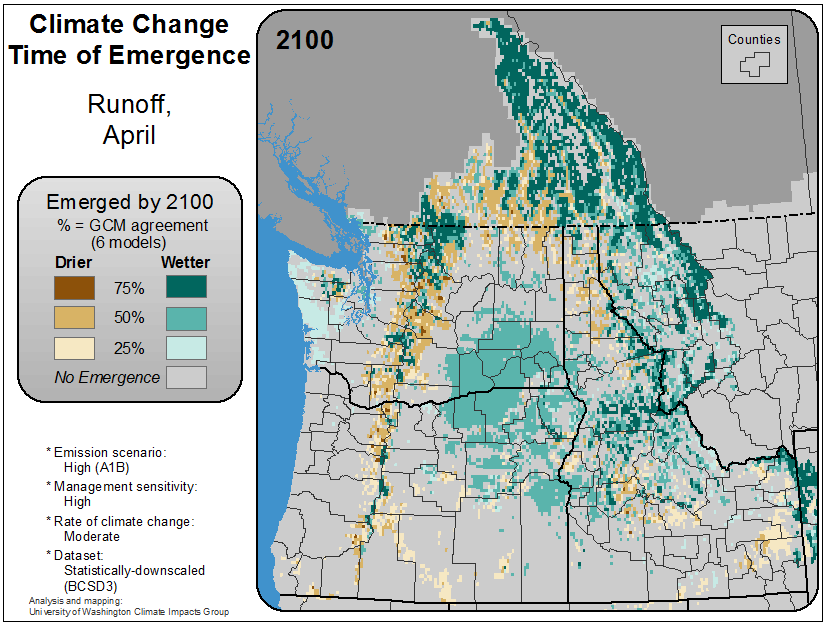 Climate Change
Time of Emergence
Runoff,
April
Emerged by 2100
% = GCM agreement
(6 models)
Drier Wetter
75%
50%
25%
No Emergence
* Emission scenario:
High (A1B)
* Management sensitivity:
High
* Rate of climate change:
Moderate
* Dataset:
Statistically-downscaled
(BCSD3)
Analysis and mapping:
University of Washington Climate Impacts Group
2100
Counties